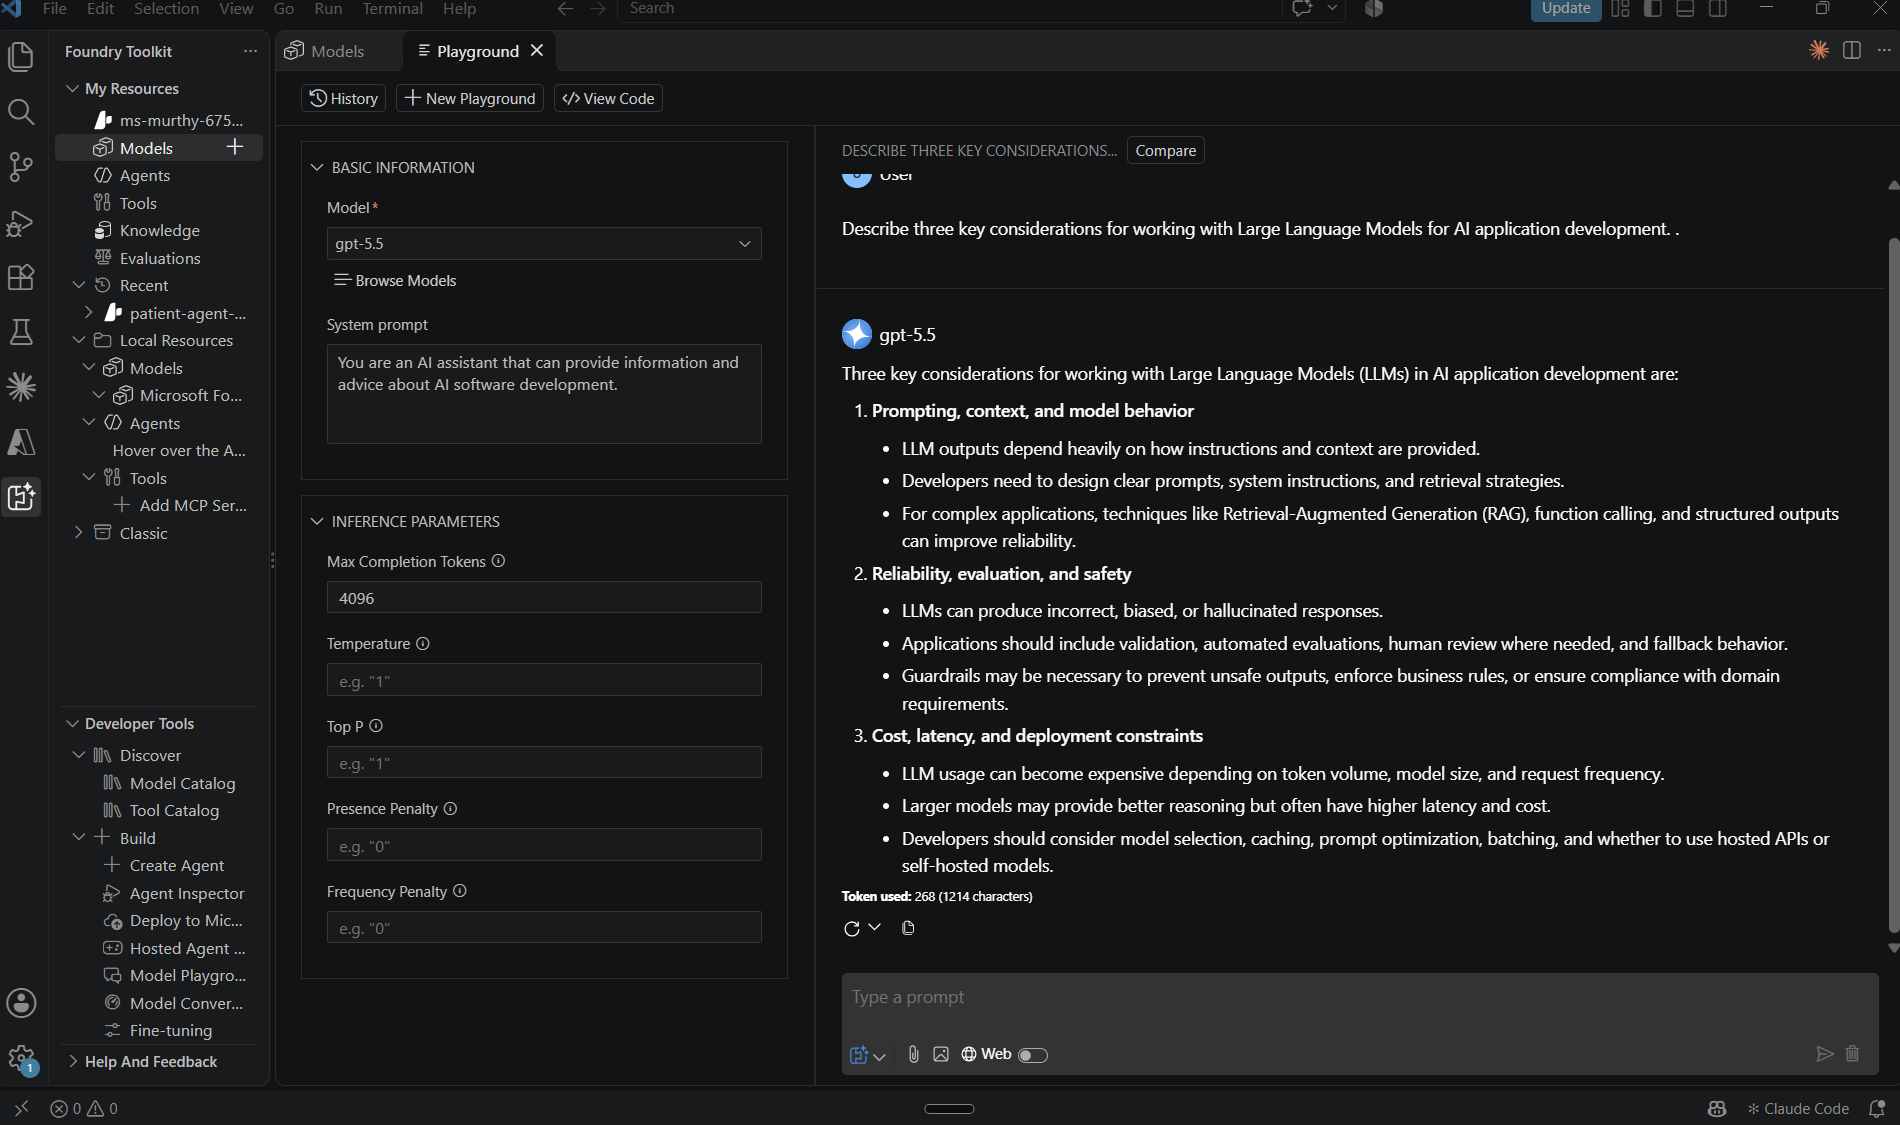 File Edit Selection View Go Run Terminal Help
Search
Update
Foundry Toolkit
My Resources
ms-murthy-675...
Models
Agents
Tools
Knowledge
Evaluations
Recent
patient-agent-...
Local Resources
Models
Microsoft Fo...
Agents
Hover over the A...
Tools
Add MCP Ser...
Classic
Developer Tools
Discover
Model Catalog
Tool Catalog
Build
Create Agent
Agent Inspector
Deploy to Mic...
Hosted Agent ...
Model Playgro...
Model Conver...
Fine-tuning
Help And Feedback
1
Models
Playground
History
New Playground
View Code
BASIC INFORMATION
Model*
gpt-5.5
Browse Models
System prompt
You are an AI assistant that can provide information and
advice about AI software development.
INFERENCE PARAMETERS
Max Completion Tokens
4096
Temperature
e.g. "1"
Top P
e.g. "1"
Presence Penalty
e.g. "0"
Frequency Penalty
e.g. "0"
DESCRIBE THREE KEY CONSIDERATIONS... Compare
User
Describe three key considerations for working with Large Language Models for AI application development. .
gpt-5.5
Three key considerations for working with Large Language Models (LLMs) in AI application development are:
1. Prompting, context, and model behavior
• LLM outputs depend heavily on how instructions and context are provided.
• Developers need to design clear prompts, system instructions, and retrieval strategies.
• For complex applications, techniques like Retrieval-Augmented Generation (RAG), function calling, and structured outputs
can improve reliability.
2. Reliability, evaluation, and safety
• LLMs can produce incorrect, biased, or hallucinated responses.
• Applications should include validation, automated evaluations, human review where needed, and fallback behavior.
• Guardrails may be necessary to prevent unsafe outputs, enforce business rules, or ensure compliance with domain
requirements.
3. Cost, latency, and deployment constraints
• LLM usage can become expensive depending on token volume, model size, and request frequency.
• Larger models may provide better reasoning but often have higher latency and cost.
• Developers should consider model selection, caching, prompt optimization, batching, and whether to use hosted APIs or
self-hosted models.
Token used: 268 (1214 characters)
Type a prompt
Web
0 0
Claude Code